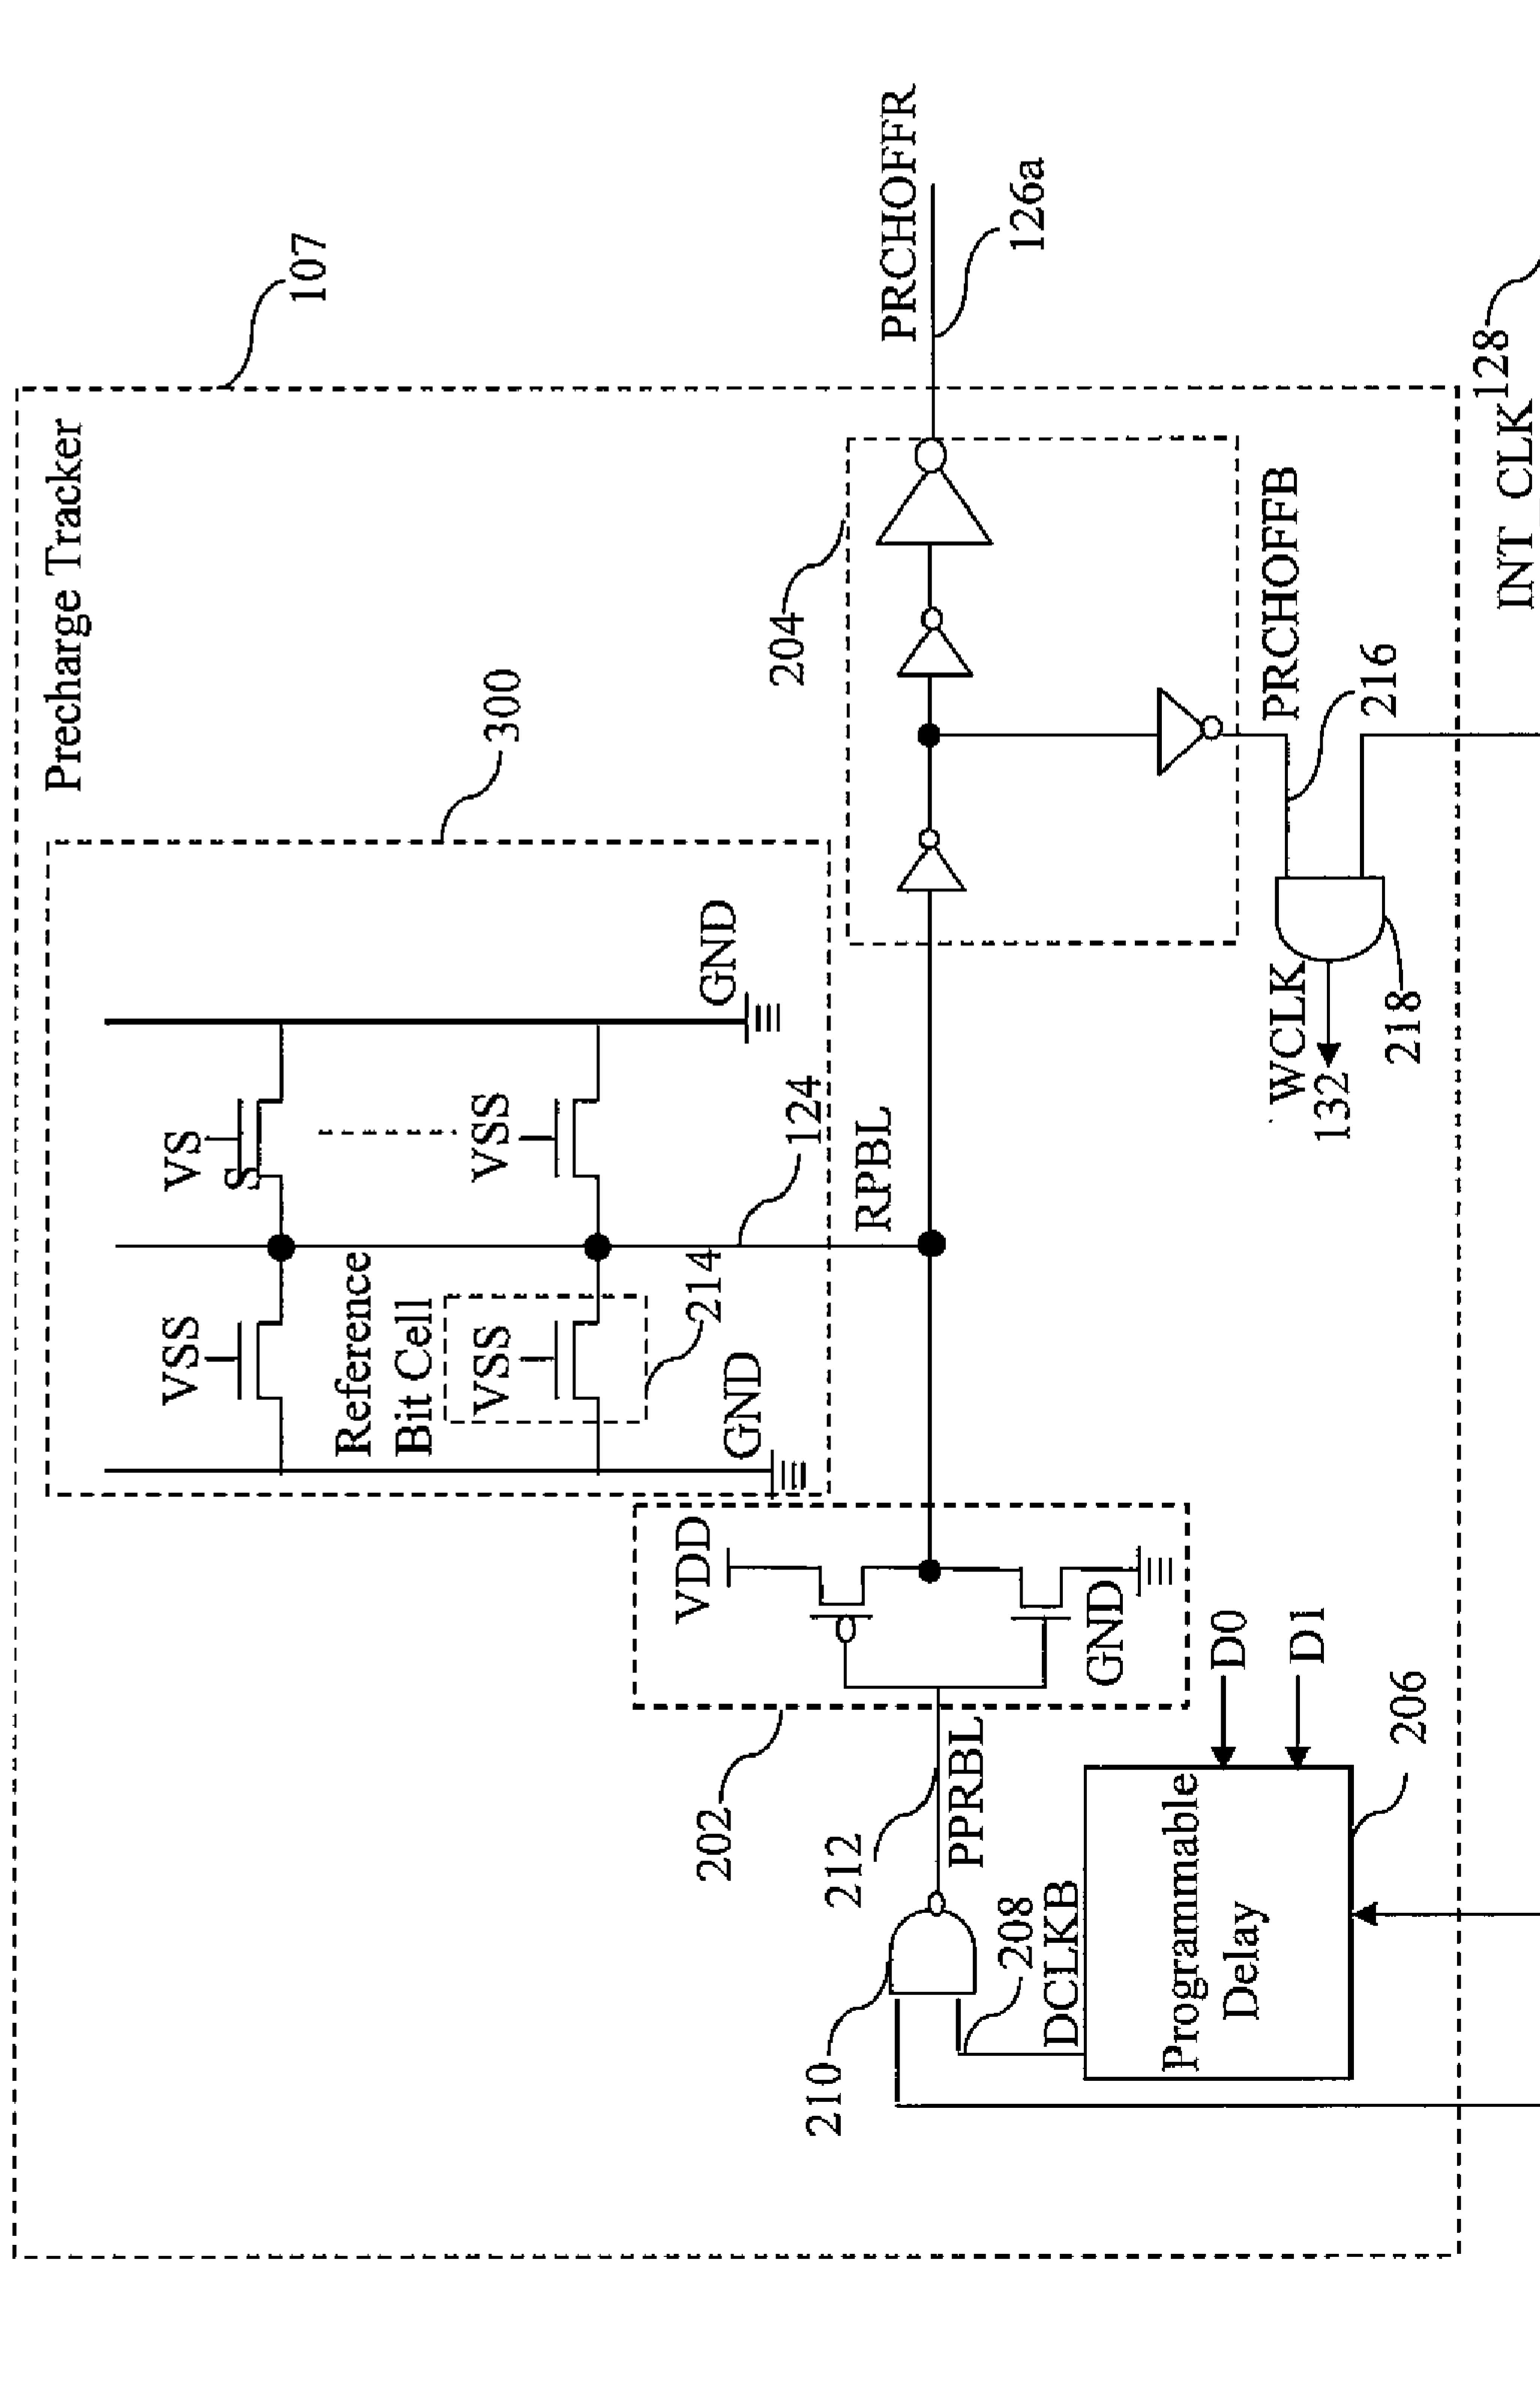 Precharge Tracker
107
300
VSS
VS
S
Reference
Bit Cell
VSS
VSS
214
GND
GND
124
RPBL
204
PRCHOFFR
126a
VDD
GND
202
212
PPRBL
210
208
DCLKB
Programmable
Delay
D0
D1
206
PRCHOFFB
216
WCLK
132
218
INT_CLK
128